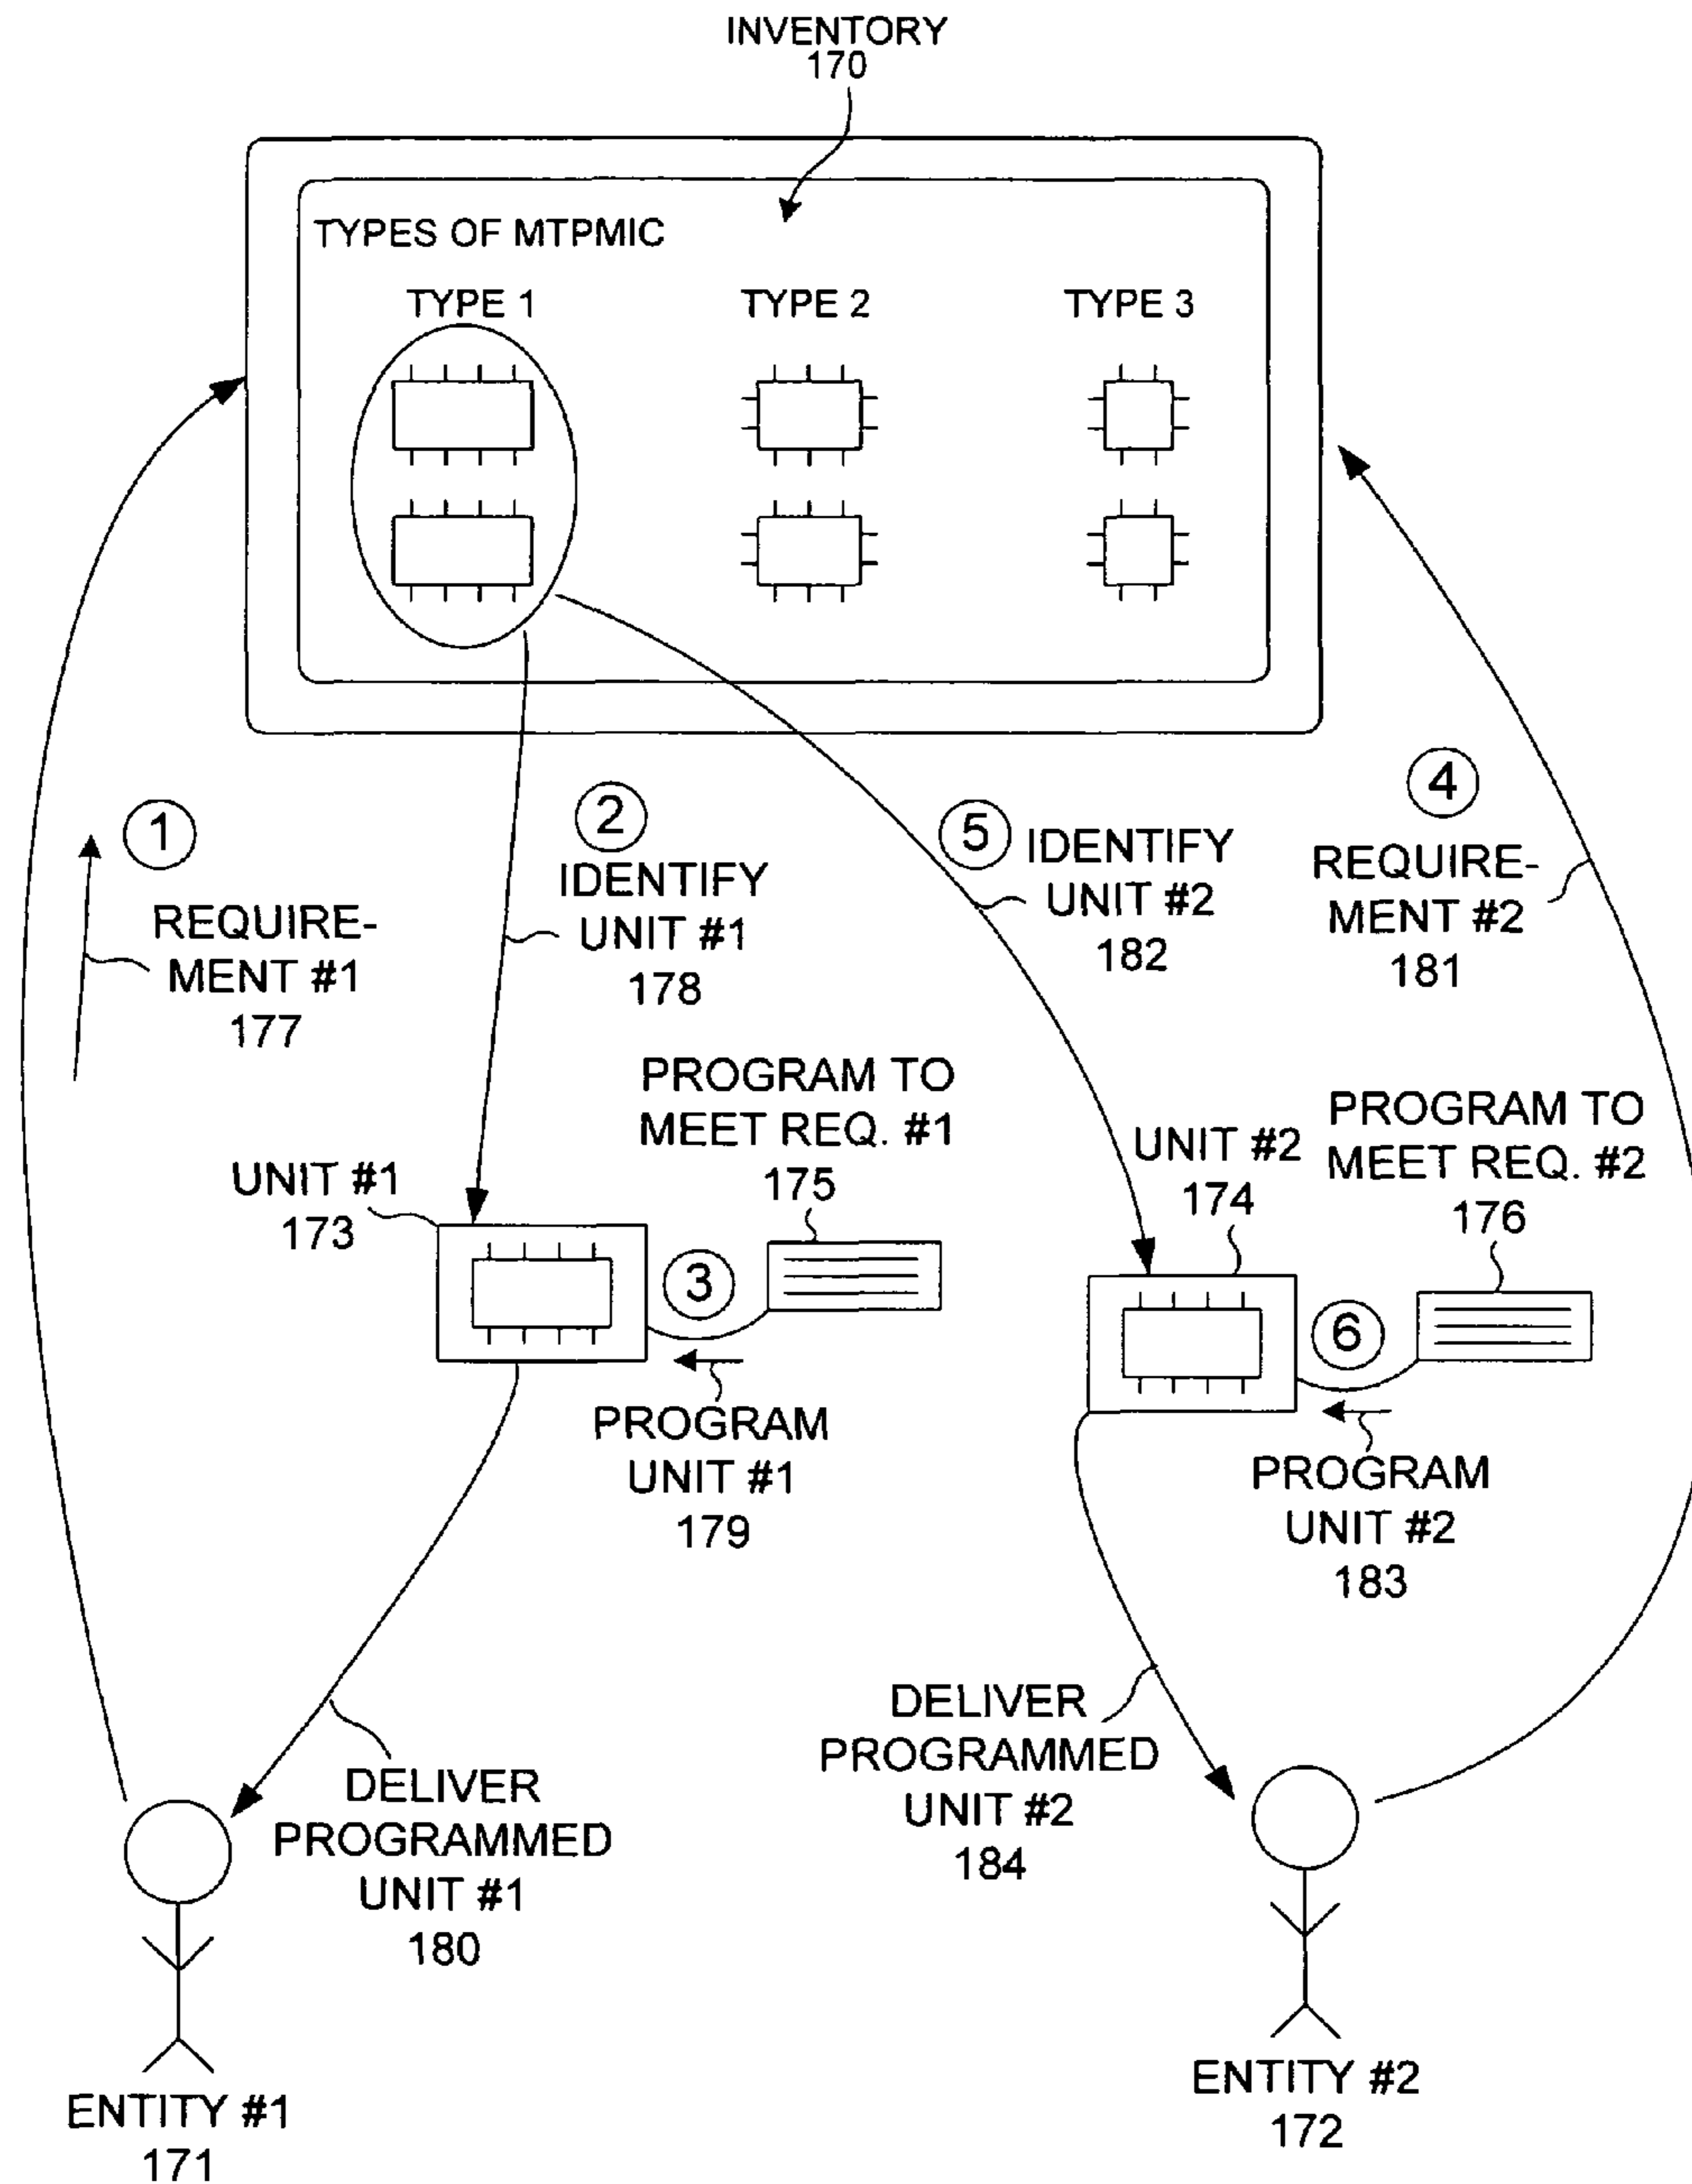 INVENTORY
170
TYPES OF MTPMIC
TYPE 1
TYPE 2
TYPE 3
1
REQUIRE-
MENT #1
177
2
IDENTIFY
UNIT #1
178
5
IDENTIFY
UNIT #2
182
4
REQUIRE-
MENT #2
181
UNIT #1
173
PROGRAM TO
MEET REQ. #1
175
3
PROGRAM
UNIT #1
179
UNIT #2
174
PROGRAM TO
MEET REQ. #2
176
6
PROGRAM
UNIT #2
183
DELIVER
PROGRAMMED
UNIT #1
180
DELIVER
PROGRAMMED
UNIT #2
184
ENTITY #1
171
ENTITY #2
172